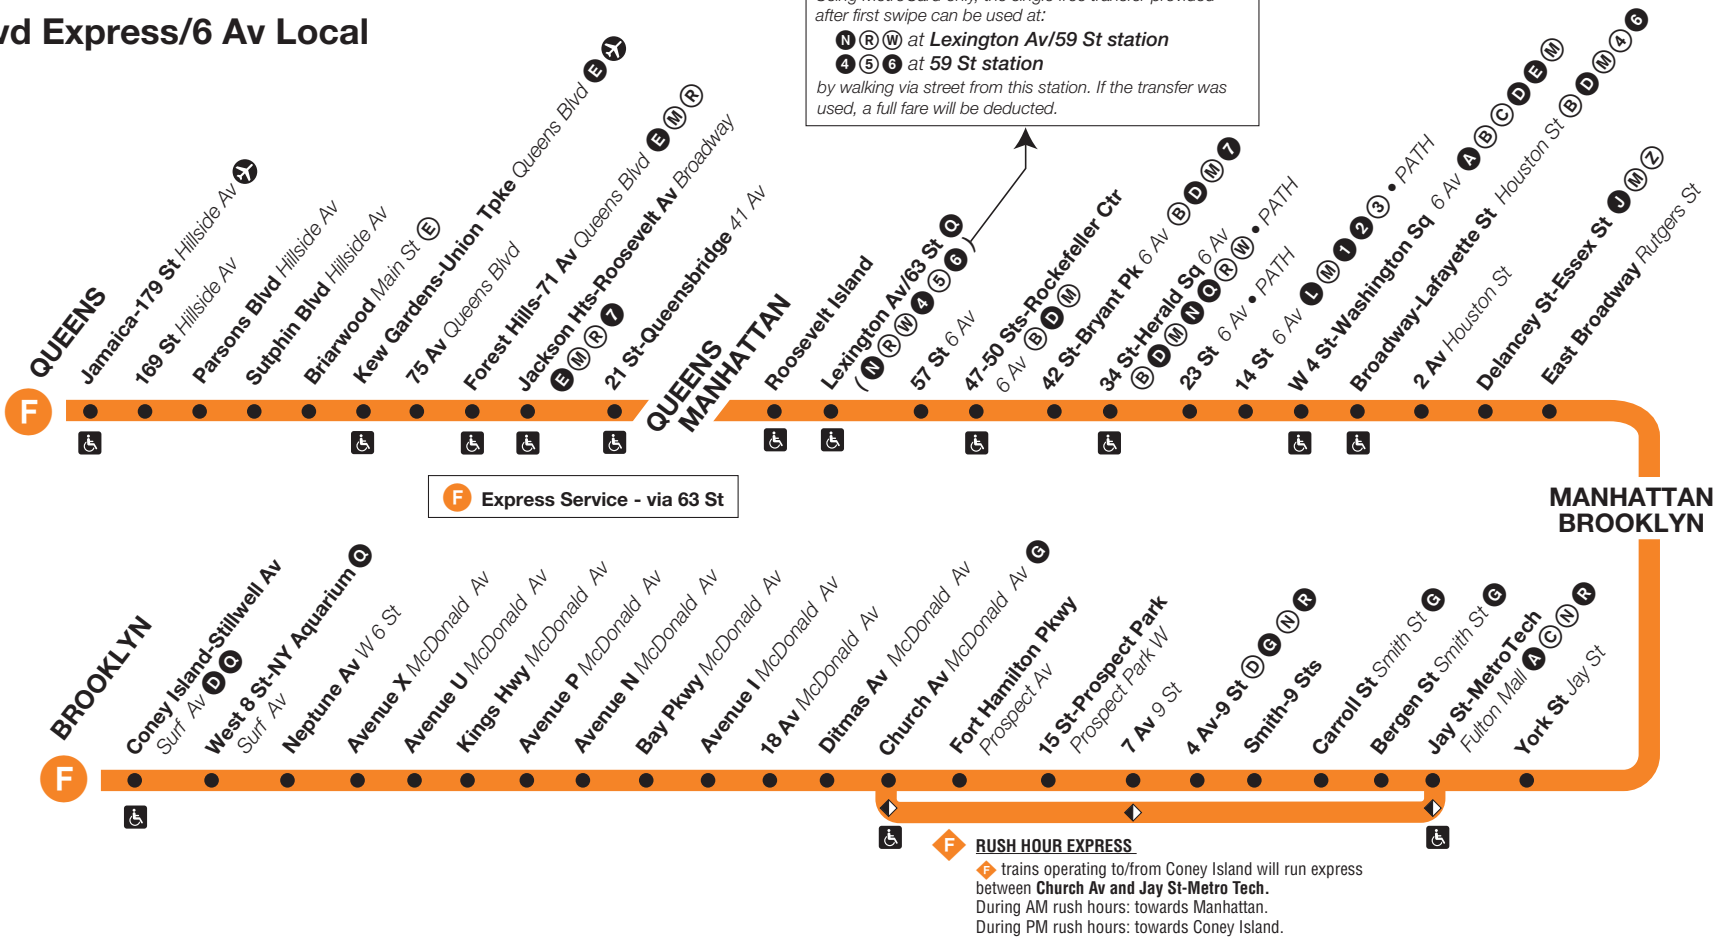 vd Express/6 Av Local
after first swipe can be used at:
N R W at Lexington Av/59 St station
4 5 6 at 59 St station
by walking via street from this station. If the transfer was
used, a full fare will be deducted.
QUEENS
F
Jamaica-179 St Hillside Av
169 St Hillside Av
Parsons Blvd Hillside Av
Sutphin Blvd Hillside Av
Briarwood Main St E
Kew Gardens-Union Tpke Queens Blvd E
75 Av Queens Blvd
Forest Hills-71 Av Queens Blvd E M R
Jackson Hts-Roosevelt Av Broadway
E M R 7
21 St-Queensbridge 41 Av
QUEENS
MANHATTAN
Roosevelt Island
Lexington Av/63 St Q
( N R W 4 5 6 )
57 St 6 Av
47-50 Sts-Rockefeller Ctr
6 Av B D M
42 St-Bryant Pk 6 Av B D M 7
34 St-Herald Sq 6 Av
B D M N Q R W • PATH
23 St 6 Av • PATH
14 St 6 Av L M 1 2 3 • PATH
W 4 St-Washington Sq 6 Av A B C D E M
Broadway-Lafayette St Houston St B D M 4 6
2 Av Houston St
Delancey St-Essex St J M Z
East Broadway Rutgers St
F Express Service - via 63 St
MANHATTAN
BROOKLYN
BROOKLYN
F
Coney Island-Stillwell Av
Surf Av D Q
West 8 St-NY Aquarium Q
Surf Av
Neptune Av W 6 St
Avenue X McDonald Av
Avenue U McDonald Av
Kings Hwy McDonald Av
Avenue P McDonald Av
Avenue N McDonald Av
Bay Pkwy McDonald Av
Avenue I McDonald Av
18 Av McDonald Av
Ditmas Av McDonald Av
Church Av McDonald Av G
Fort Hamilton Pkwy
Prospect Av
15 St-Prospect Park
Prospect Park W
7 Av 9 St
4 Av-9 St D G N R
Smith-9 Sts
Carroll St Smith St G
Bergen St Smith St G
Jay St-MetroTech
Fulton Mall A C N R
York St Jay St
F RUSH HOUR EXPRESS
F trains operating to/from Coney Island will run express
between Church Av and Jay St-Metro Tech.
During AM rush hours: towards Manhattan.
During PM rush hours: towards Coney Island.